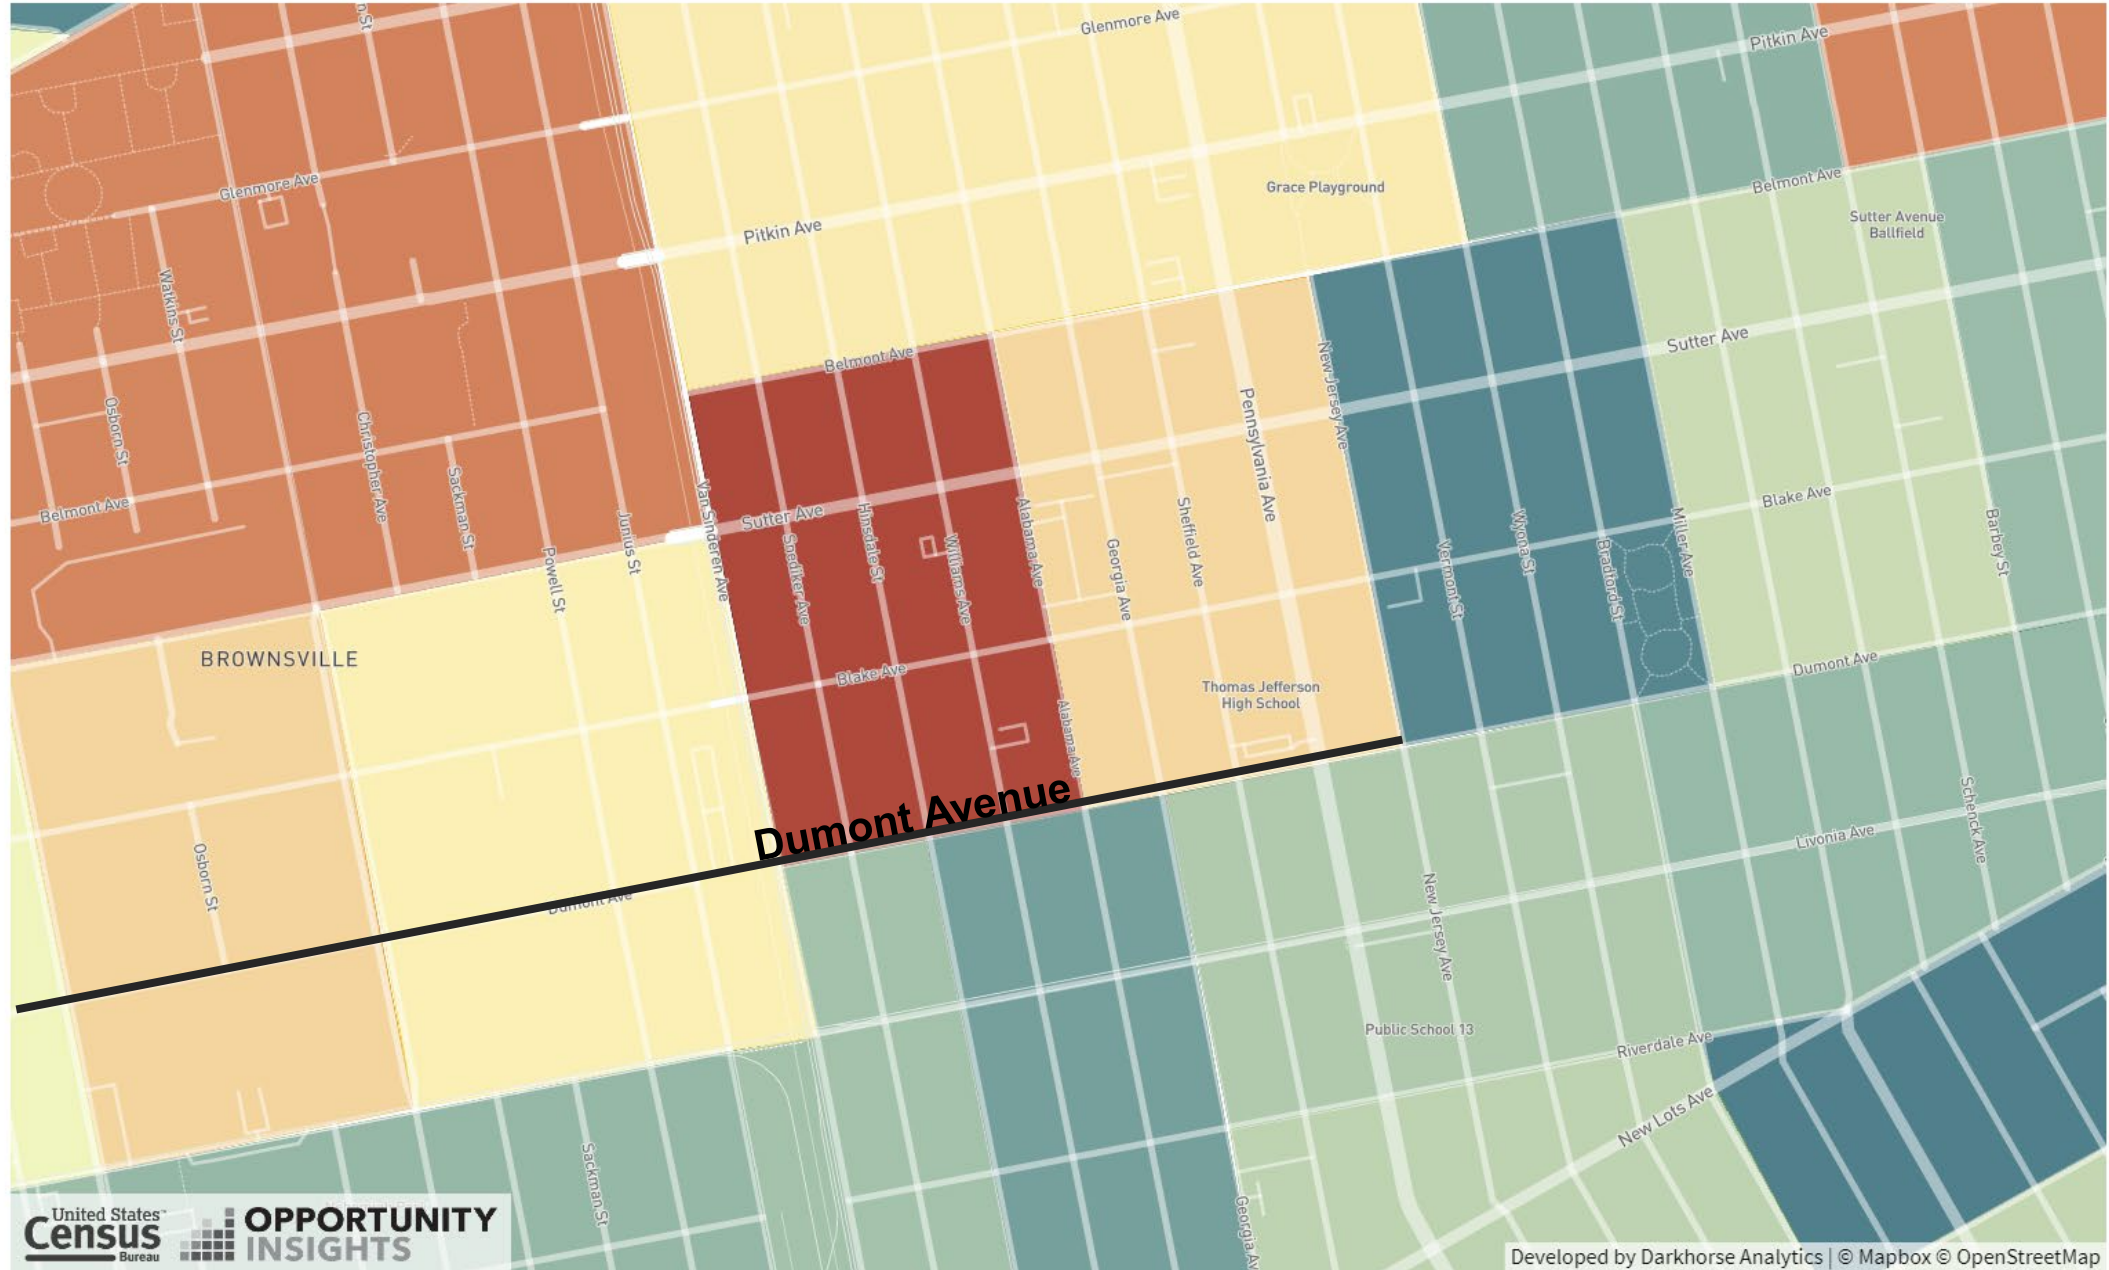 Glenmore Ave
Pitkin Ave
Glenmore Ave
Grace Playground
Belmont Ave
Sutter Avenue
Ballfield
Pitkin Ave
Watkins St
Belmont Ave
Sutter Ave
New Jersey Ave
Pennsylvania Ave
Osborn St
Christopher Ave
Sackman St
Belmont Ave
Powell St
Junius St
Van Sinderen Ave
Sutter Ave
Snediker Ave
Hinsdale St
Williams Ave
Alabama Ave
Georgia Ave
Sheffield Ave
Vermont St
Wyona St
Bradford St
Miller Ave
Blake Ave
Barbey St
BROWNSVILLE
Blake Ave
Alabama Ave
Thomas Jefferson
High School
Dumont Ave
Dumont Avenue
Dumont Ave
Osborn St
New Jersey Ave
Livonia Ave
Schenck Ave
Public School 13
Riverdale Ave
New Lots Ave
Sackman St
Georgia Av
United States™
Census
Bureau
OPPORTUNITY
INSIGHTS
Developed by Darkhorse Analytics | © Mapbox © OpenStreetMap